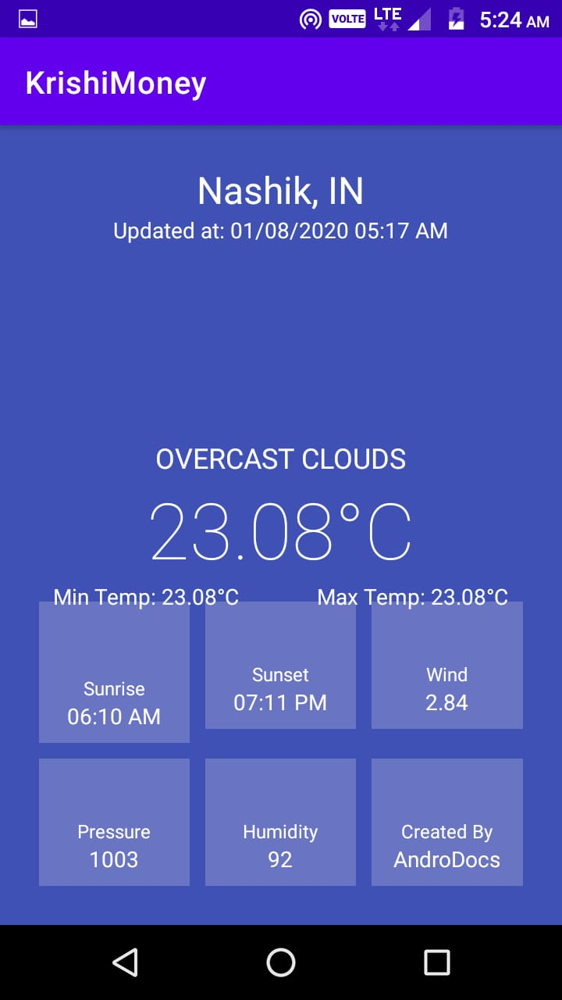 VOLTE LTE 5:24 AM
KrishiMoney
Nashik, IN
Updated at: 01/08/2020 05:17 AM
OVERCAST CLOUDS
23.08°C
Min Temp: 23.08°C Max Temp: 23.08°C
Sunrise
06:10 AM
Sunset
07:11 PM
Wind
2.84
Pressure
1003
Humidity
92
Created By
AndroDocs